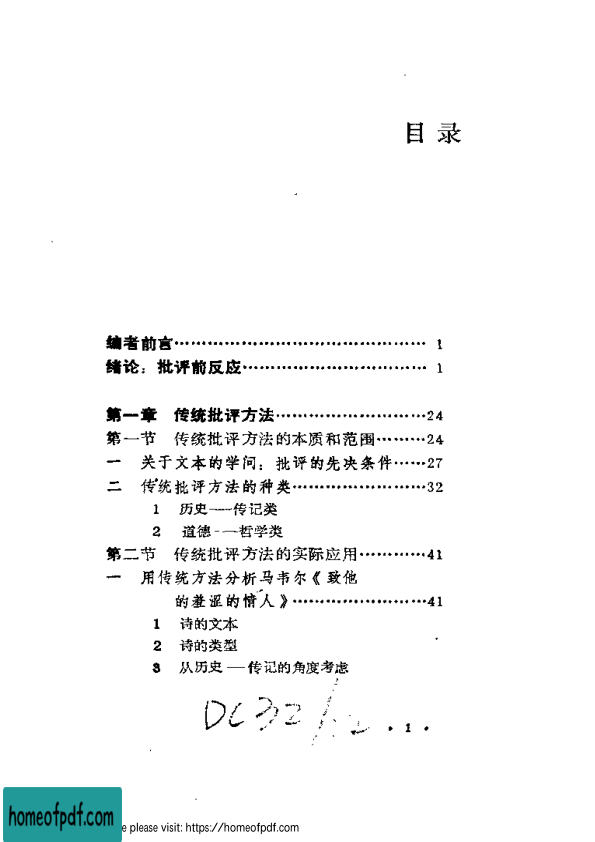 目录
编者前言……………………………………… 1
绪论：批评前反应…………………………… 1
第一章 传统批评方法………………………24
第一节 传统批评方法的本质和范围………24
一 关于文本的学问：批评的先决条件……27
二 传统批评方法的种类……………………32
1 历史——传记类
2 道德——哲学类
第二节 传统批评方法的实际应用…………41
一 用传统方法分析马韦尔《致他
的羞涩的情人》……………………41
1 诗的文本
2 诗的类型
3 从历史—传记的角度考虑
DC32/12
· 1 ·
homeofpdf.com
e please visit: https://homeofpdf.com